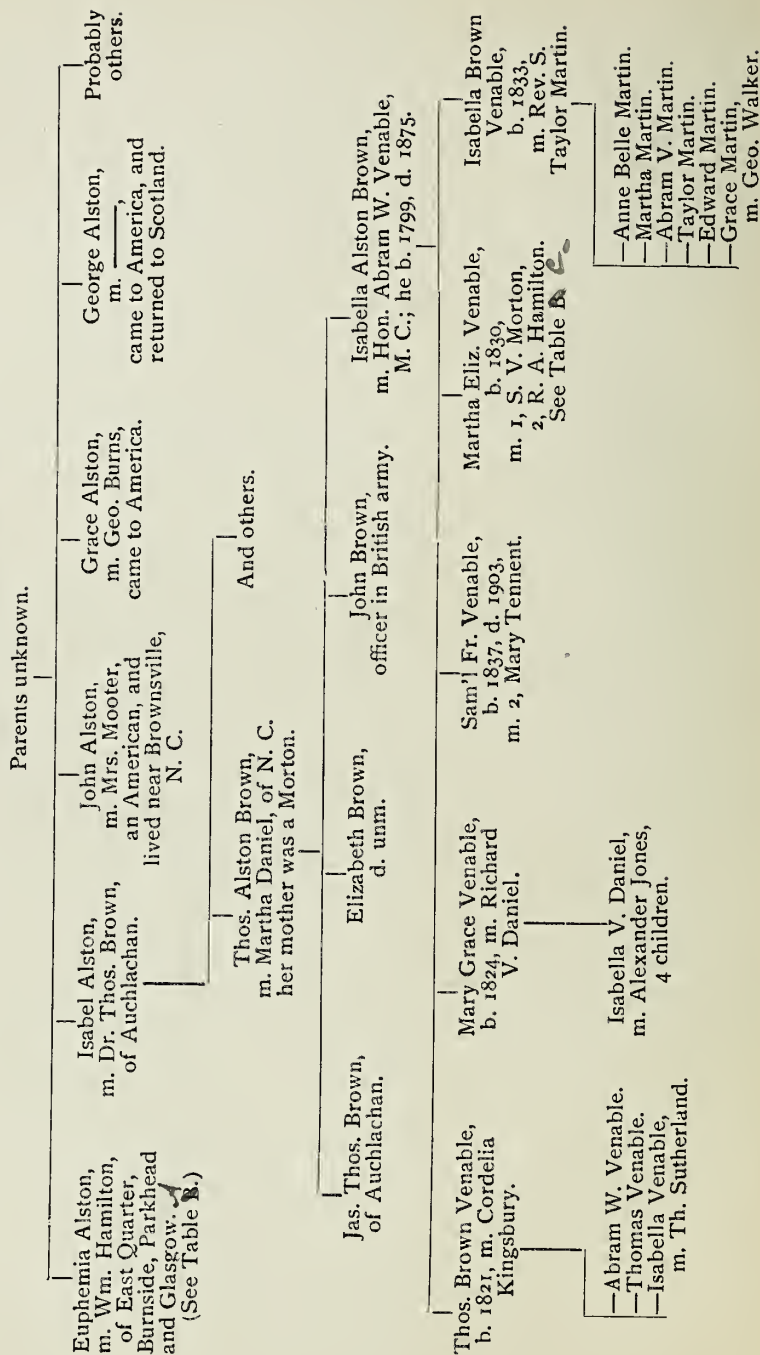 Parents unknown.
Euphemia Alston,
m. Wm. Hamilton,
of East Quarter,
Burnside, Parkhead
and Glasgow.
(See Table B.)
Isabel Alston,
m. Dr. Thos. Brown,
of Auchlachan.
John Alston,
m. Mrs. Mooter,
an American, and
lived near Brownsville,
N. C.
Grace Alston,
m. Geo. Burns,
came to America.
George Alston,
m. ———,
came to America, and
returned to Scotland.
Probably
others.
Thos. Alston Brown,
m. Martha Daniel, of N. C.
her mother was a Morton.
And others.
Jas. Thos. Brown,
of Auchlachan.
Elizabeth Brown,
d. unm.
John Brown,
officer in British army.
Isabella Alston Brown,
m. Hon. Abram W. Venable,
M. C.; he b. 1799, d. 1875.
Thos. Brown Venable,
b. 1821, m. Cordelia
Kingsbury.
Mary Grace Venable,
b. 1824, m. Richard
V. Daniel.
Sam'l Fr. Venable,
b. 1837, d. 1903,
m. 2, Mary Tennent.
Martha Eliz. Venable,
b. 1830,
m. 1, S. V. Morton,
2, R. A. Hamilton.
See Table B. C.
Isabella Brown
Venable,
b. 1833,
m. Rev. S.
Taylor Martin.
—Abram W. Venable.
—Thomas Venable.
—Isabella Venable,
m. Th. Sutherland.
Isabella V. Daniel,
m. Alexander Jones,
4 children.
—Anne Belle Martin.
—Martha Martin.
—Abram V. Martin.
—Taylor Martin.
—Edward Martin.
—Grace Martin,
m. Geo. Walker.